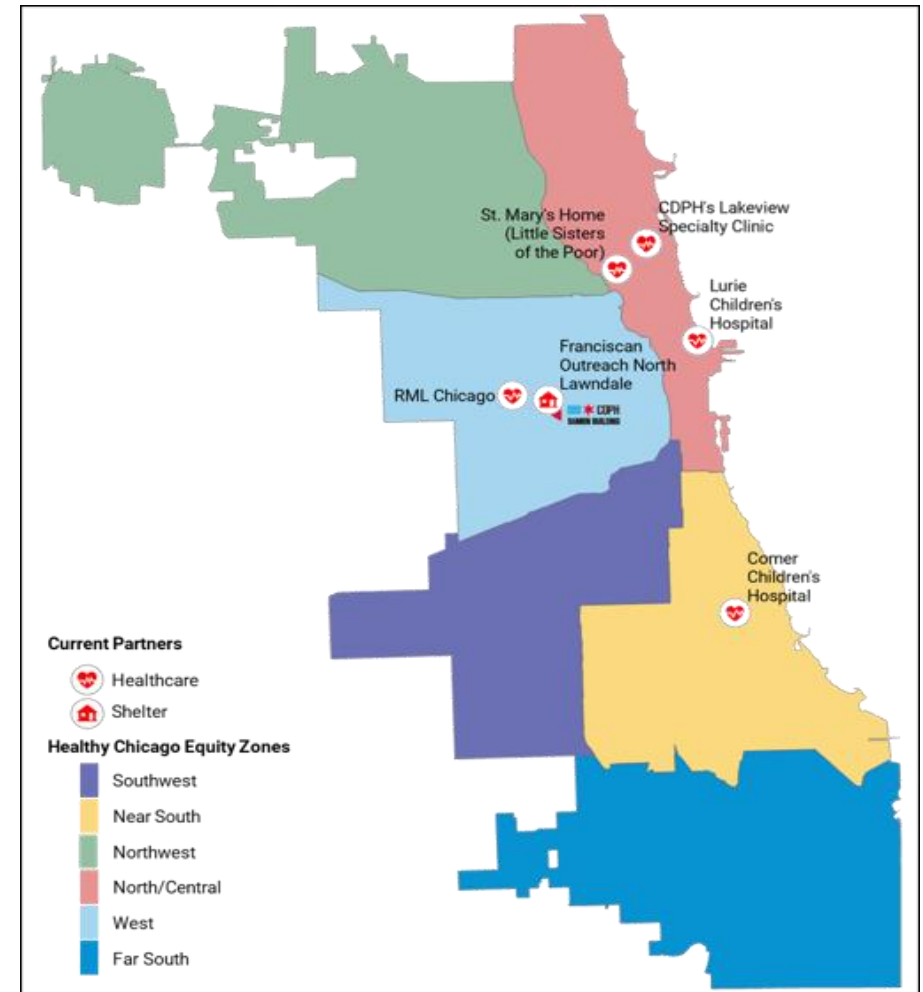 St. Mary's Home
(Little Sisters
of the Poor)
CDPH's Lakeview
Specialty Clinic
Lurie
Children's
Hospital
Franciscan
Outreach North
Lawndale
RML Chicago
CDPH
Comer
Children's
Hospital
Current Partners
Healthcare
Shelter
Healthy Chicago Equity Zones
Southwest
Near South
Northwest
North/Central
West
Far South